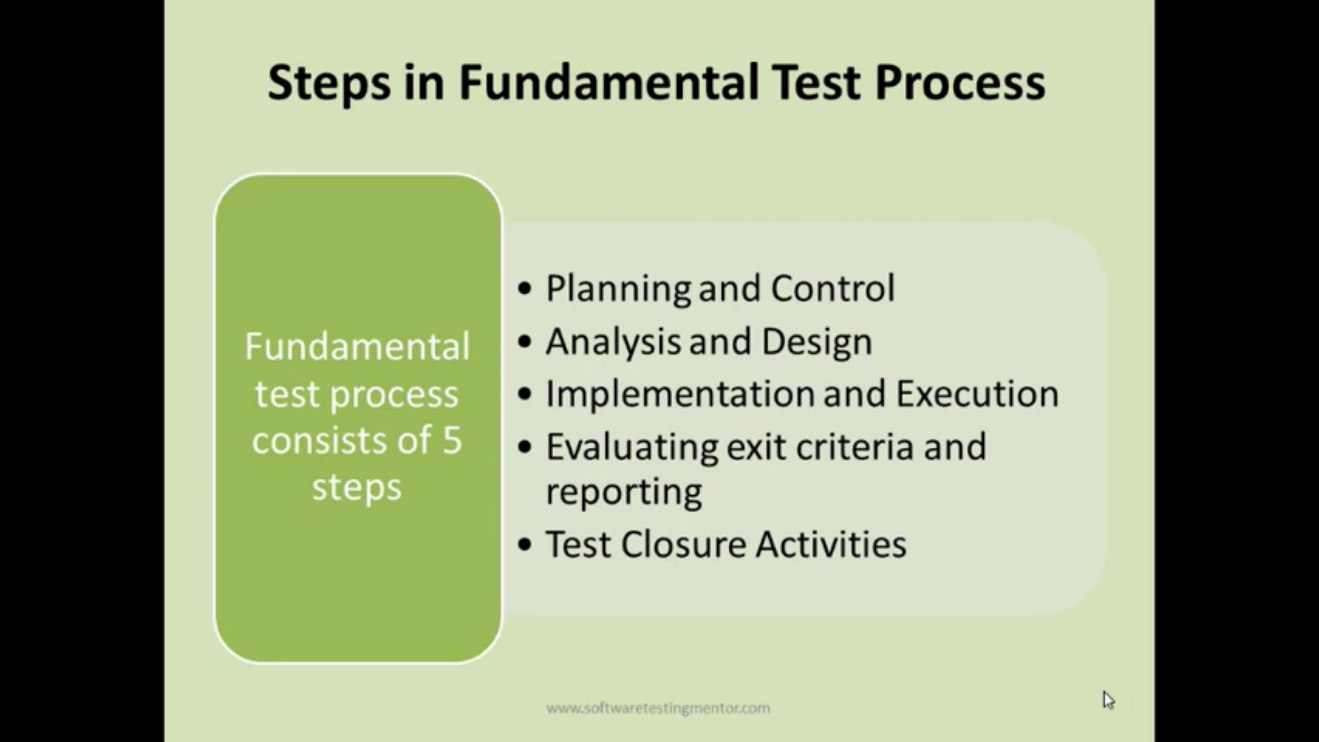 Steps in Fundamental Test Process
Fundamental
test process
consists of 5
steps
• Planning and Control
• Analysis and Design
• Implementation and Execution
• Evaluating exit criteria and
reporting
• Test Closure Activities
www.softwaretestingmentor.com